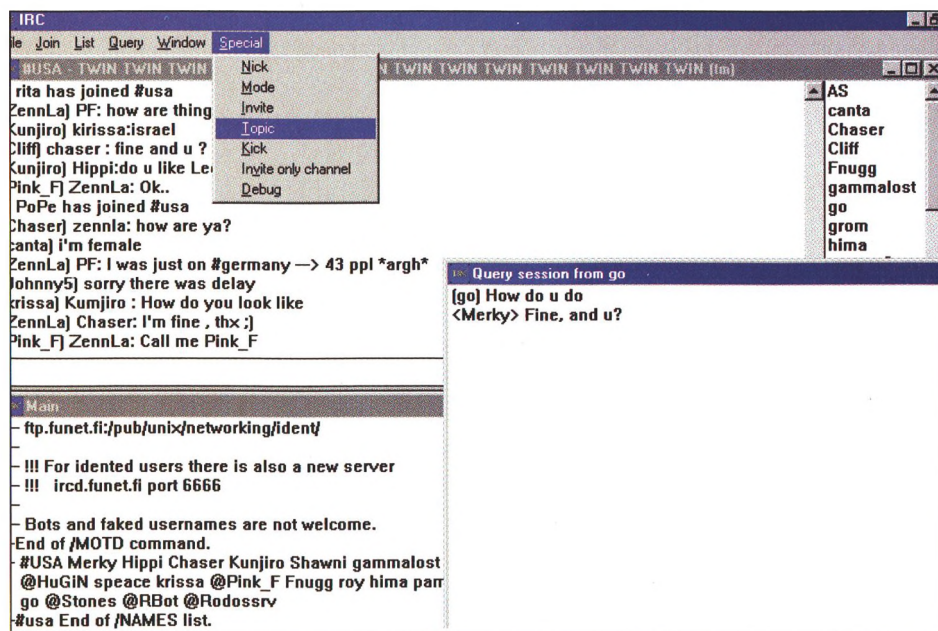 IRC
le Join List Query Window Special
#USA - TWIN TWIN TWIN
N TWIN TWIN TWIN TWIN TWIN TWIN TWIN (tm)
Nick
Mode
Invite
Topic
Kick
Invite only channel
Debug
rita has joined #usa
ZennLa) PF: how are thing
Kunjiro) kirissa:israel
Cliff) chaser : fine and u ?
Kunjiro) Hippi:do u like Le
Pink_F) ZennLa: Ok..
PoPe has joined #usa
Chaser) zennla: how are ya?
canta) i'm female
ZennLa) PF: I was just on #germany —> 43 ppl *argh*
Johnny5) sorry there was delay
krissa) Kumjiro : How do you look like
ZennLa) Chaser: I'm fine , thx ;)
Pink_F) ZennLa: Call me Pink_F
AS
canta
Chaser
Cliff
Fnugg
gammalost
go
grom
hima
Query session from go
(go) How do u do
<Merky> Fine, and u?
Main
- ftp.funet.fi:/pub/unix/networking/ident/
-
- !!! For idented users there is also a new server
- !!! ircd.funet.fi port 6666
-
- Bots and faked usernames are not welcome.
-End of /MOTD command.
- #USA Merky Hippi Chaser Kunjiro Shawni gammalost
@HuGiN speace krissa @Pink_F Fnugg roy hima pam
go @Stones @RBot @Rodossrv
-#usa End of /NAMES list.